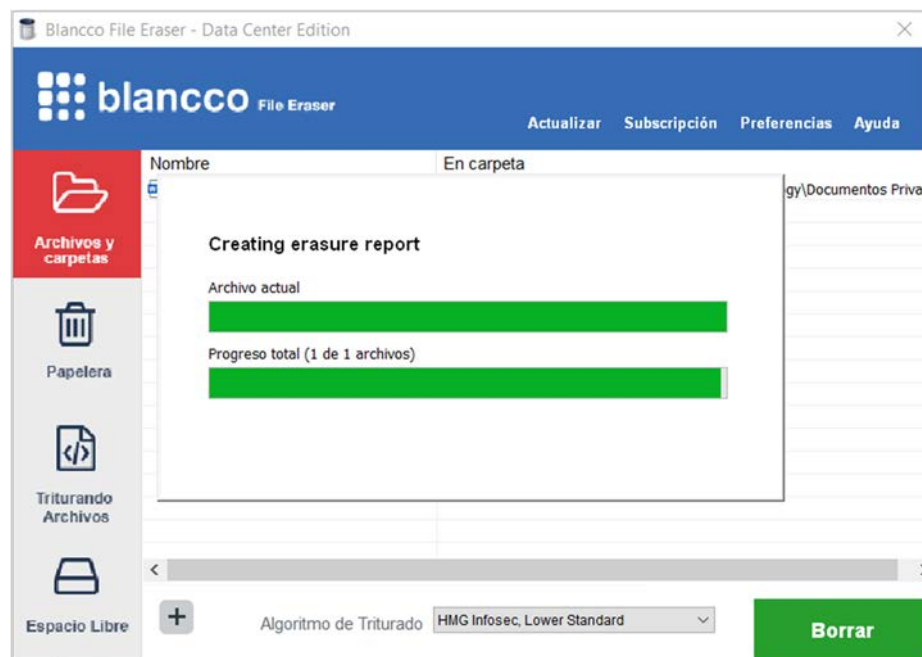 Blancco File Eraser - Data Center Edition
blancco File Eraser
Actualizar Subscripción Preferencias Ayuda
Nombre En carpeta
Archivos y
carpetas
gy\Documentos Priva
Creating erasure report
Archivo actual
Progreso total (1 de 1 archivos)
Papelera
Triturando
Archivos
Espacio Libre
Algoritmo de Triturado HMG Infosec, Lower Standard
Borrar